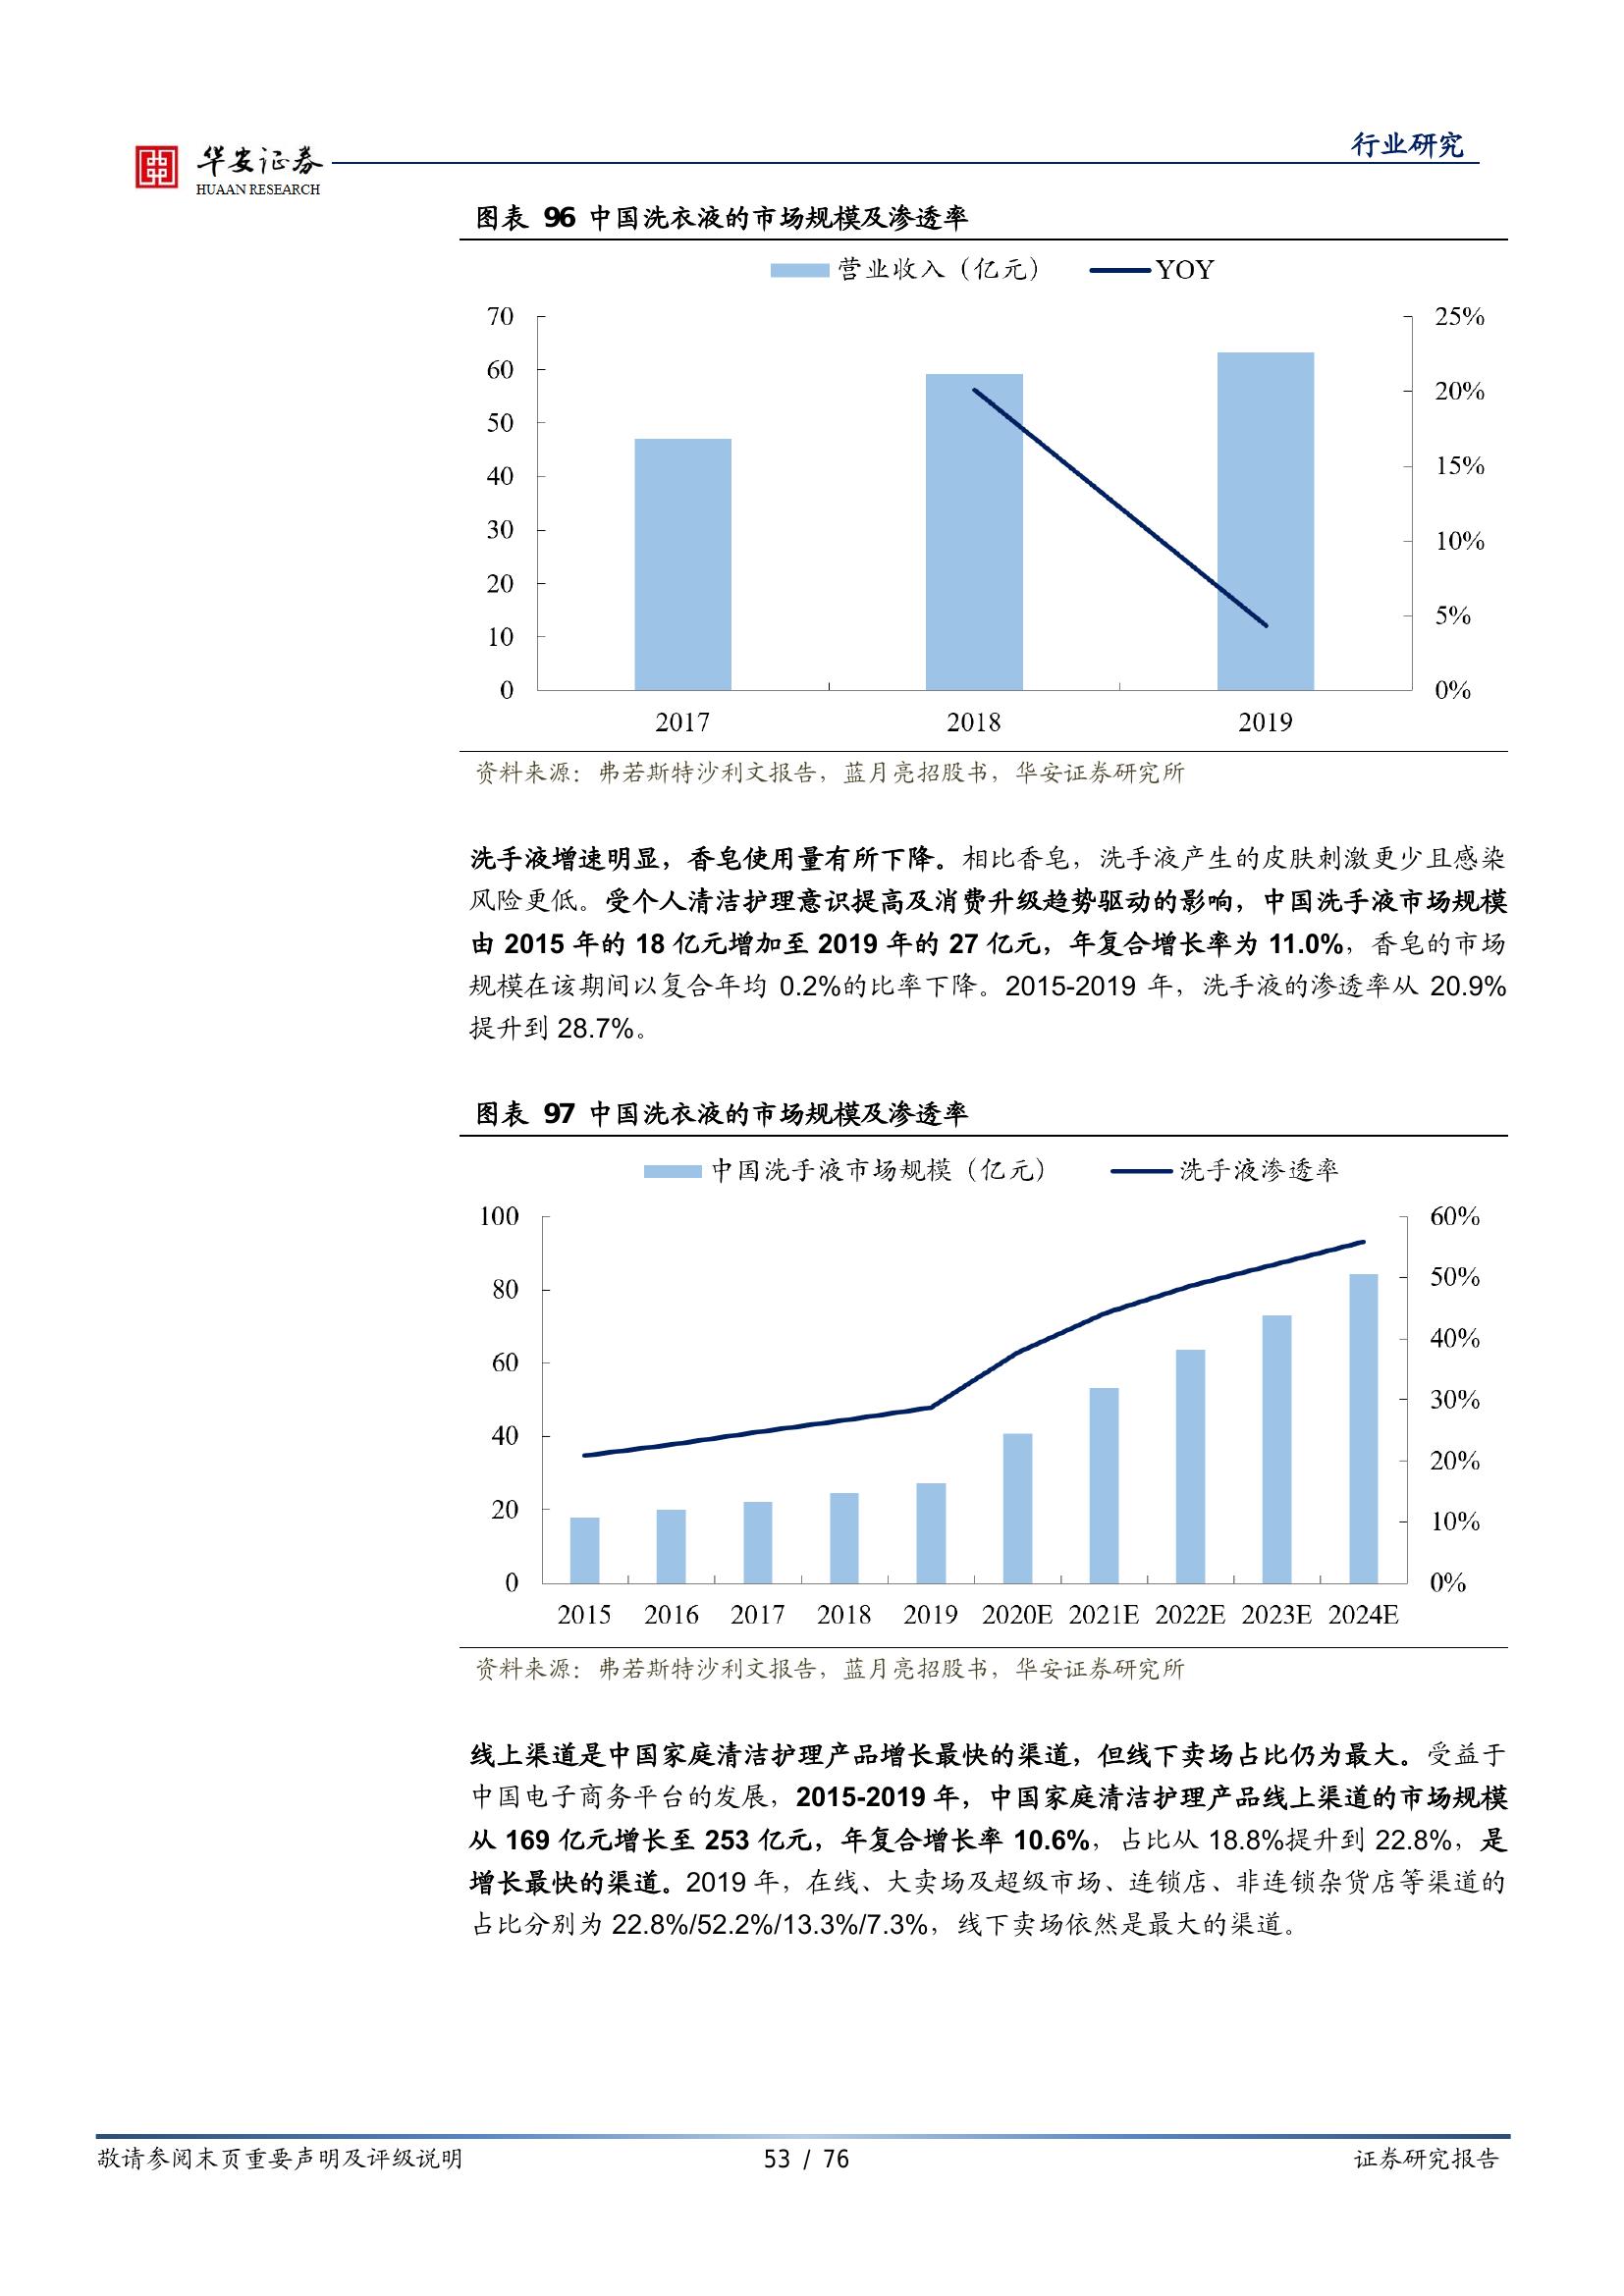 华安证券
HUAAN RESEARCH
行业研究
图表 96 中国洗衣液的市场规模及渗透率
营业收入（亿元） YOY
70 25%
60 20%
50
40 15%
30 10%
20 5%
10
0 0%
2017 2018 2019
资料来源：弗若斯特沙利文报告，蓝月亮招股书，华安证券研究所
洗手液增速明显，香皂使用量有所下降。相比香皂，洗手液产生的皮肤刺激更少且感染
风险更低。受个人清洁护理意识提高及消费升级趋势驱动的影响，中国洗手液市场规模
由 2015 年的 18 亿元增加至 2019 年的 27 亿元，年复合增长率为 11.0%，香皂的市场
规模在该期间以复合年均 0.2%的比率下降。2015-2019 年，洗手液的渗透率从 20.9%
提升到 28.7%。
图表 97 中国洗衣液的市场规模及渗透率
中国洗手液市场规模（亿元） 洗手液渗透率
100 60%
80 50%
60 40%
40 30%
20 20%
0 10%
0%
2015 2016 2017 2018 2019 2020E 2021E 2022E 2023E 2024E
资料来源：弗若斯特沙利文报告，蓝月亮招股书，华安证券研究所
线上渠道是中国家庭清洁护理产品增长最快的渠道，但线下卖场占比仍为最大。受益于
中国电子商务平台的发展，2015-2019 年，中国家庭清洁护理产品线上渠道的市场规模
从 169 亿元增长至 253 亿元，年复合增长率 10.6%，占比从 18.8%提升到 22.8%，是
增长最快的渠道。2019 年，在线、大卖场及超级市场、连锁店、非连锁杂货店等渠道的
占比分别为 22.8%/52.2%/13.3%/7.3%，线下卖场依然是最大的渠道。
敬请参阅末页重要声明及评级说明 53 / 76 证券研究报告